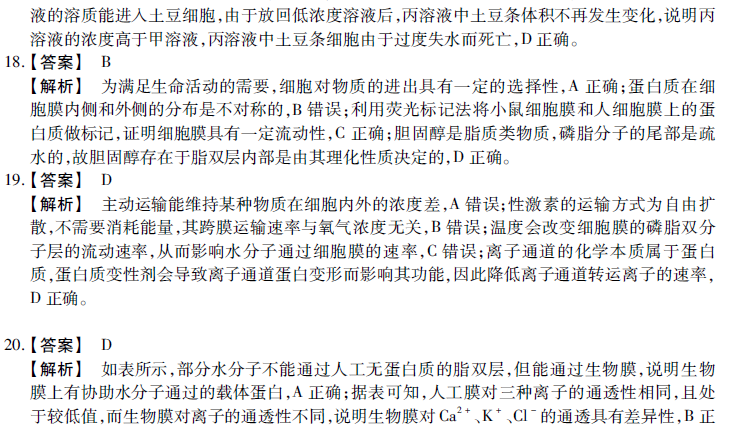 液的溶质能进入土豆细胞,由于放回低浓度溶液后,丙溶液中土豆条体积不再发生变化,说明丙
溶液的浓度高于甲溶液,丙溶液中土豆条细胞由于过度失水而死亡,D 正确。
18.【答案】 B
【解析】 为满足生命活动的需要,细胞对物质的进出具有一定的选择性,A 正确;蛋白质在细
胞膜内侧和外侧的分布是不对称的,B 错误;利用荧光标记法将小鼠细胞膜和人细胞膜上的蛋
白质做标记,证明细胞膜具有一定流动性,C 正确;胆固醇是脂质类物质,磷脂分子的尾部是疏
水的,故胆固醇存在于脂双层内部是由其理化性质决定的,D 正确。
19.【答案】 D
【解析】 主动运输能维持某种物质在细胞内外的浓度差,A 错误;性激素的运输方式为自由扩
散,不需要消耗能量,其跨膜运输速率与氧气浓度无关,B 错误;温度会改变细胞膜的磷脂双分
子层的流动速率,从而影响水分子通过细胞膜的速率,C 错误;离子通道的化学本质属于蛋白
质,蛋白质变性剂会导致离子通道蛋白变形而影响其功能,因此降低离子通道转运离子的速率,
D 正确。
20.【答案】 D
【解析】 如表所示,部分水分子不能通过人工无蛋白质的脂双层,但能通过生物膜,说明生物
膜上有协助水分子通过的载体蛋白,A 正确;据表可知,人工膜对三种离子的通透性相同,且处
于较低值,而生物膜对离子的通透性不同,说明生物膜对 Ca²⁺、K⁺、Cl⁻ 的通透具有差异性,B 正